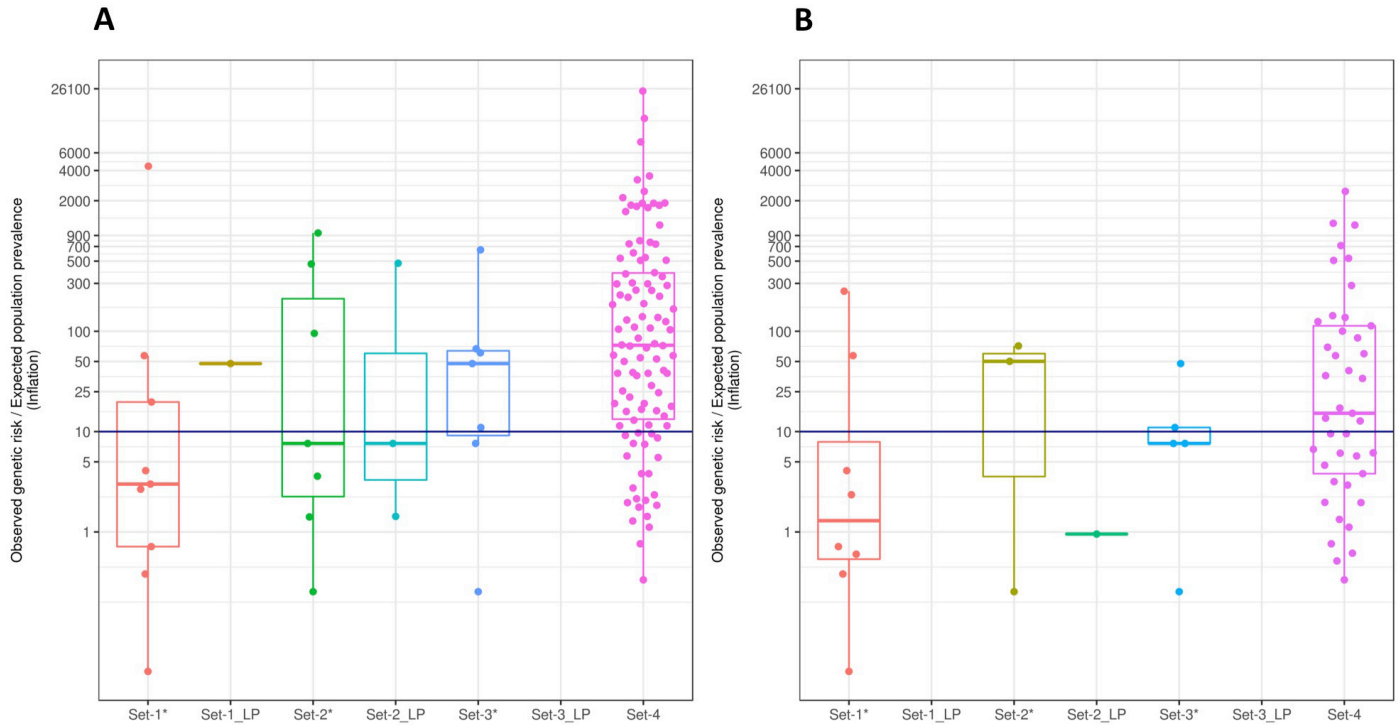 A
B
Observed genetic risk / Expected population prevalence
(Inflation)
26100
6000
4000
2000
900
700
500
300
100
50
25
10
5
1
Set-1*
Set-1_LP
Set-2*
Set-2_LP
Set-3*
Set-3_LP
Set-4
Observed genetic risk / Expected population prevalence
(Inflation)
26100
6000
4000
2000
900
700
500
300
100
50
25
10
5
1
Set-1*
Set-1_LP
Set-2*
Set-2_LP
Set-3*
Set-3_LP
Set-4